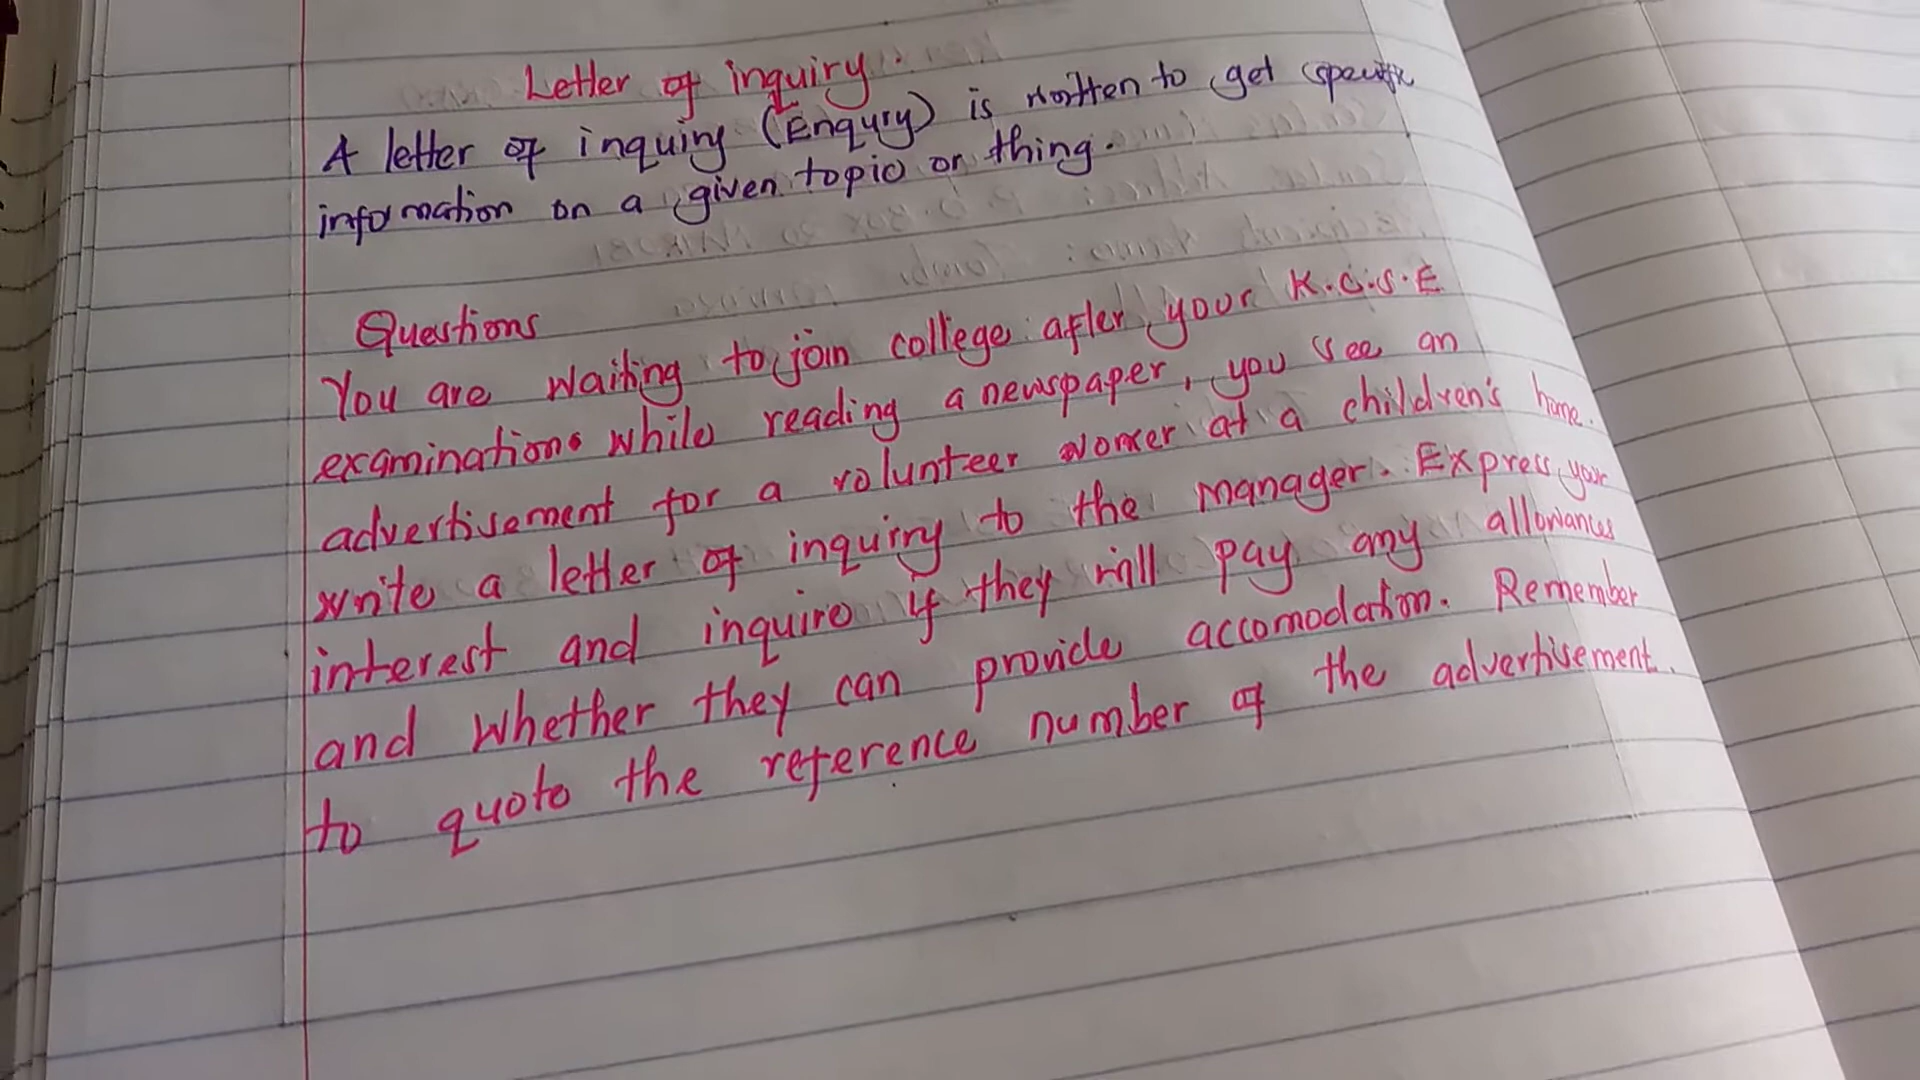 Letter of inquiry.
A letter of inquiry (Enqury) is written to get specific
information on a given topic or thing.
Questions
You are waiting to join college after your K.C.S.E
examinations while reading a newspaper, you see an
advertisement for a volunteer worker at a children's home.
write a letter of inquiry to the manager. Express your
interest and inquire if they will pay any allowances
and whether they can provide accomodation. Remember
to quote the reference number of the advertisement.